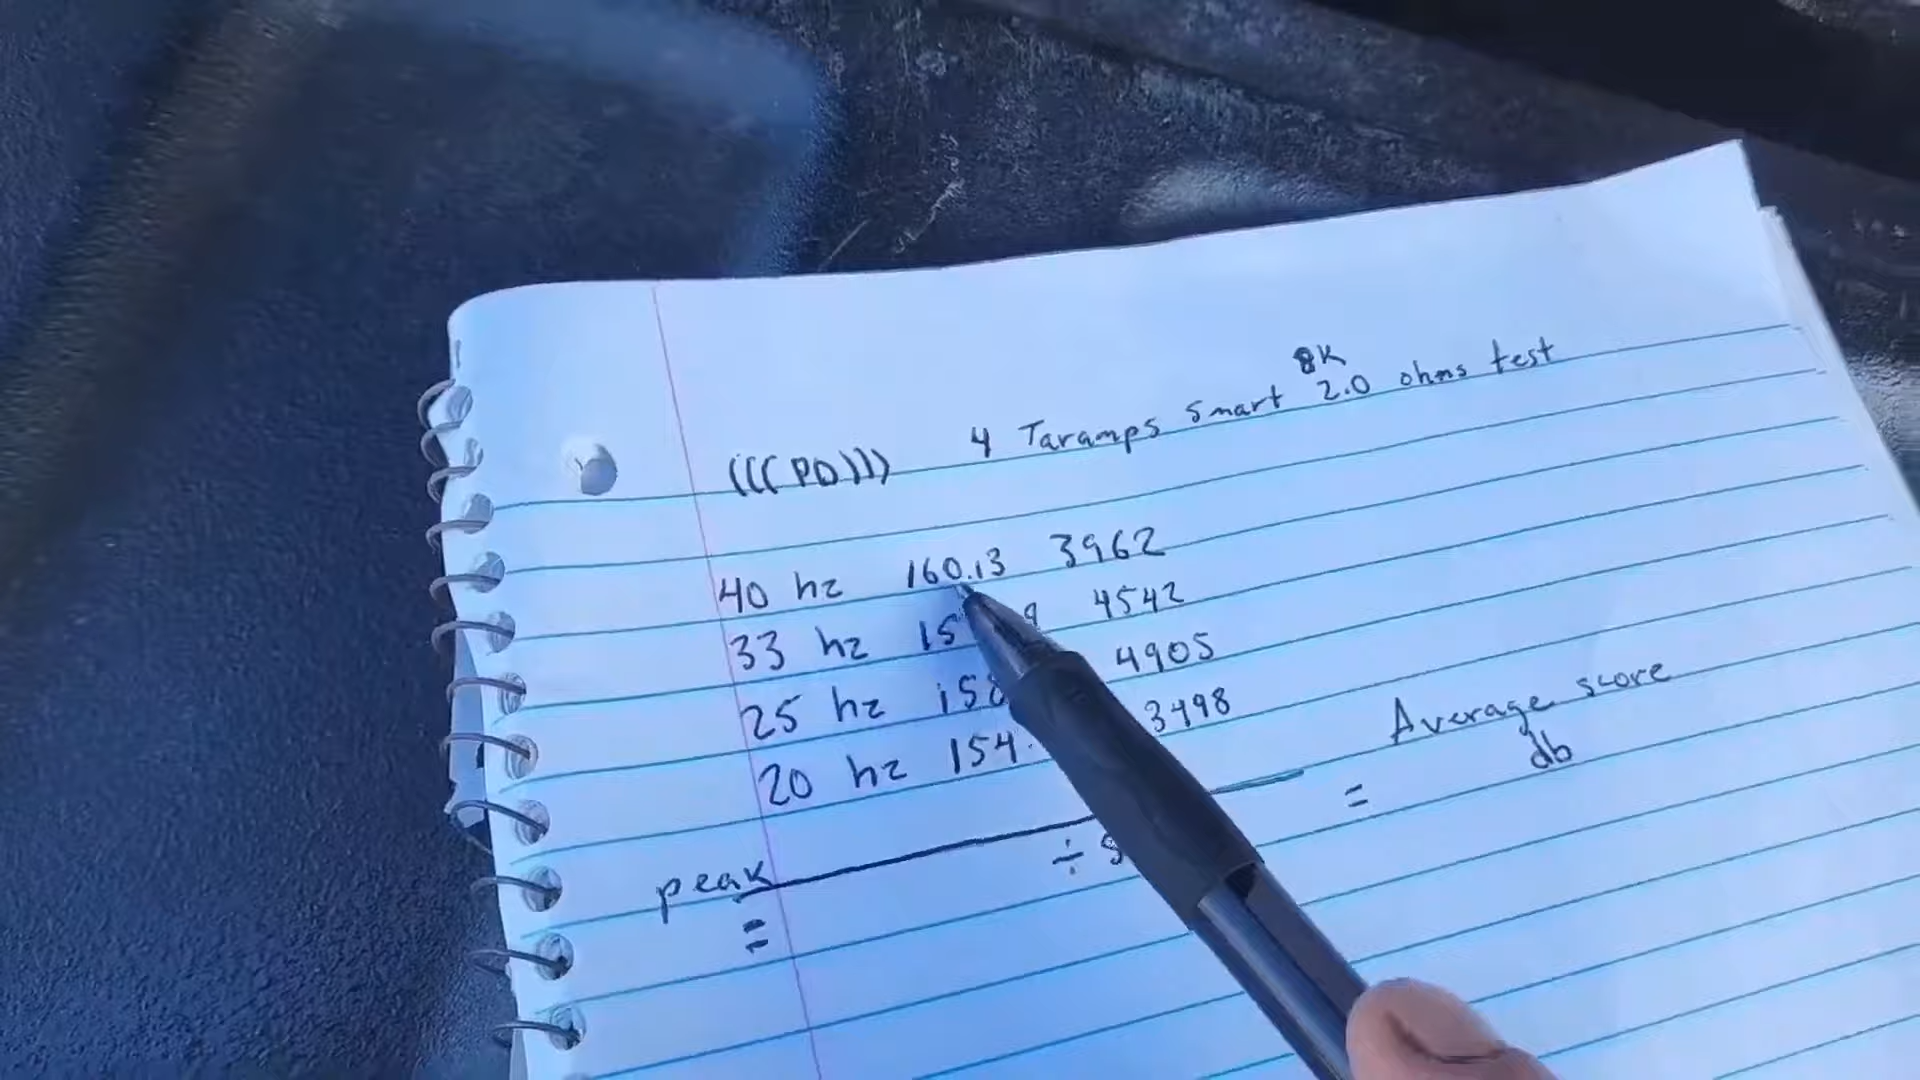 8K
(((PD))) 4 Taramps Smart 2.0 ohms test
40 hz 160.13 3962
33 hz 4542
25 hz 4905
20 hz 3498
Average score
db
=
peak ÷
=